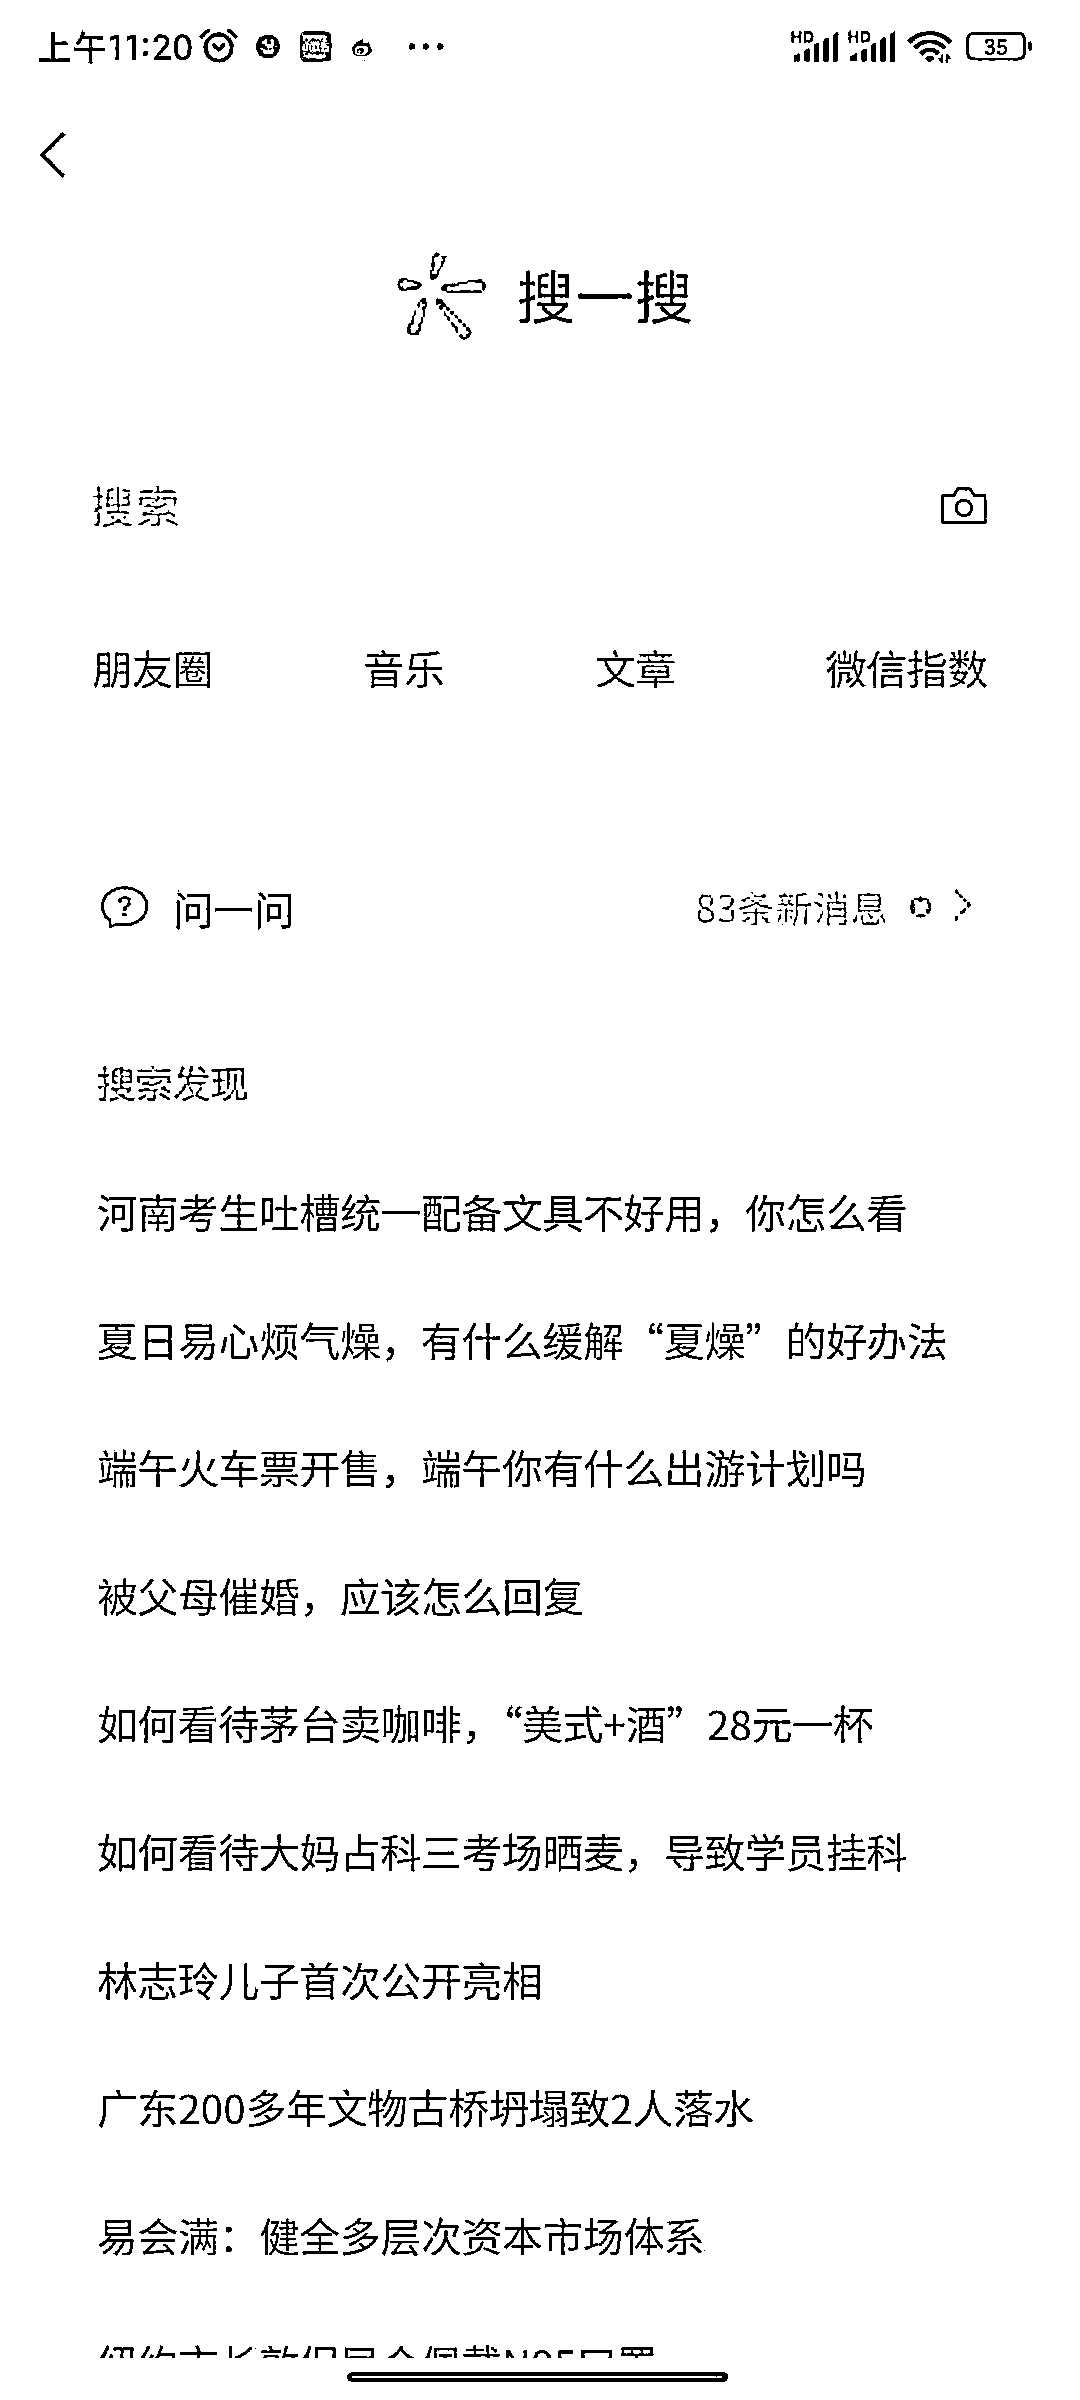 上午11:20 HD HD 35
搜一搜
搜索
朋友圈 音乐 文章 微信指数
问一问 83条新消息
搜索发现
河南考生吐槽统一配备文具不好用，你怎么看
夏日易心烦气燥，有什么缓解“夏燥”的好办法
端午火车票开售，端午你有什么出游计划吗
被父母催婚，应该怎么回复
如何看待茅台卖咖啡，“美式+酒”28元一杯
如何看待大妈占科三考场晒麦，导致学员挂科
林志玲儿子首次公开亮相
广东200多年文物古桥坍塌致2人落水
易会满：健全多层次资本市场体系